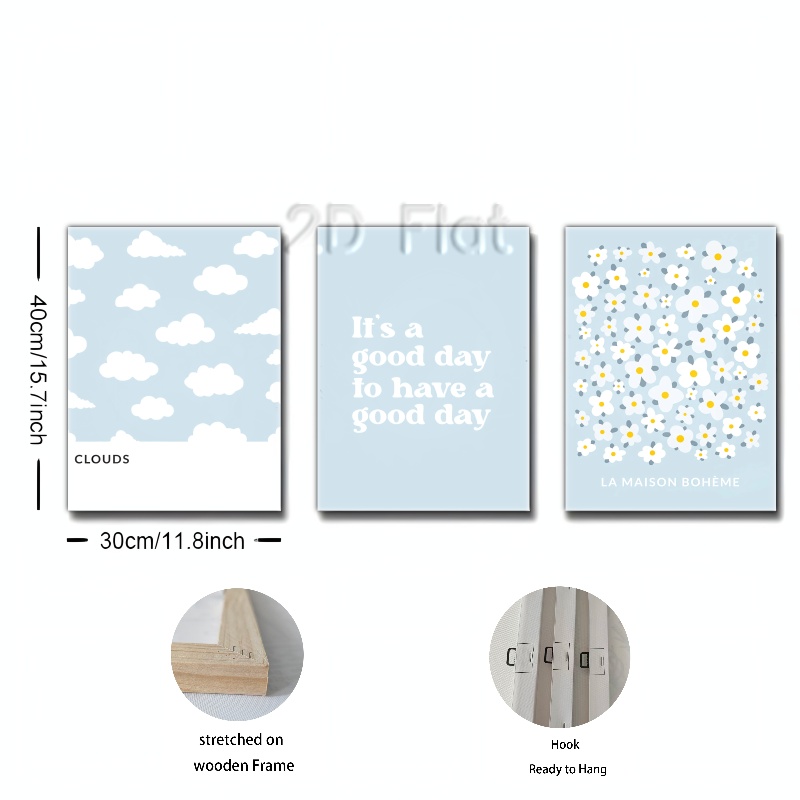 2D Flat
40cm/15.7inch
CLOUDS
It's a
good day
to have a
good day
LA MAISON BOHÈME
30cm/11.8inch
stretched on
wooden Frame
Hook
Ready to Hang